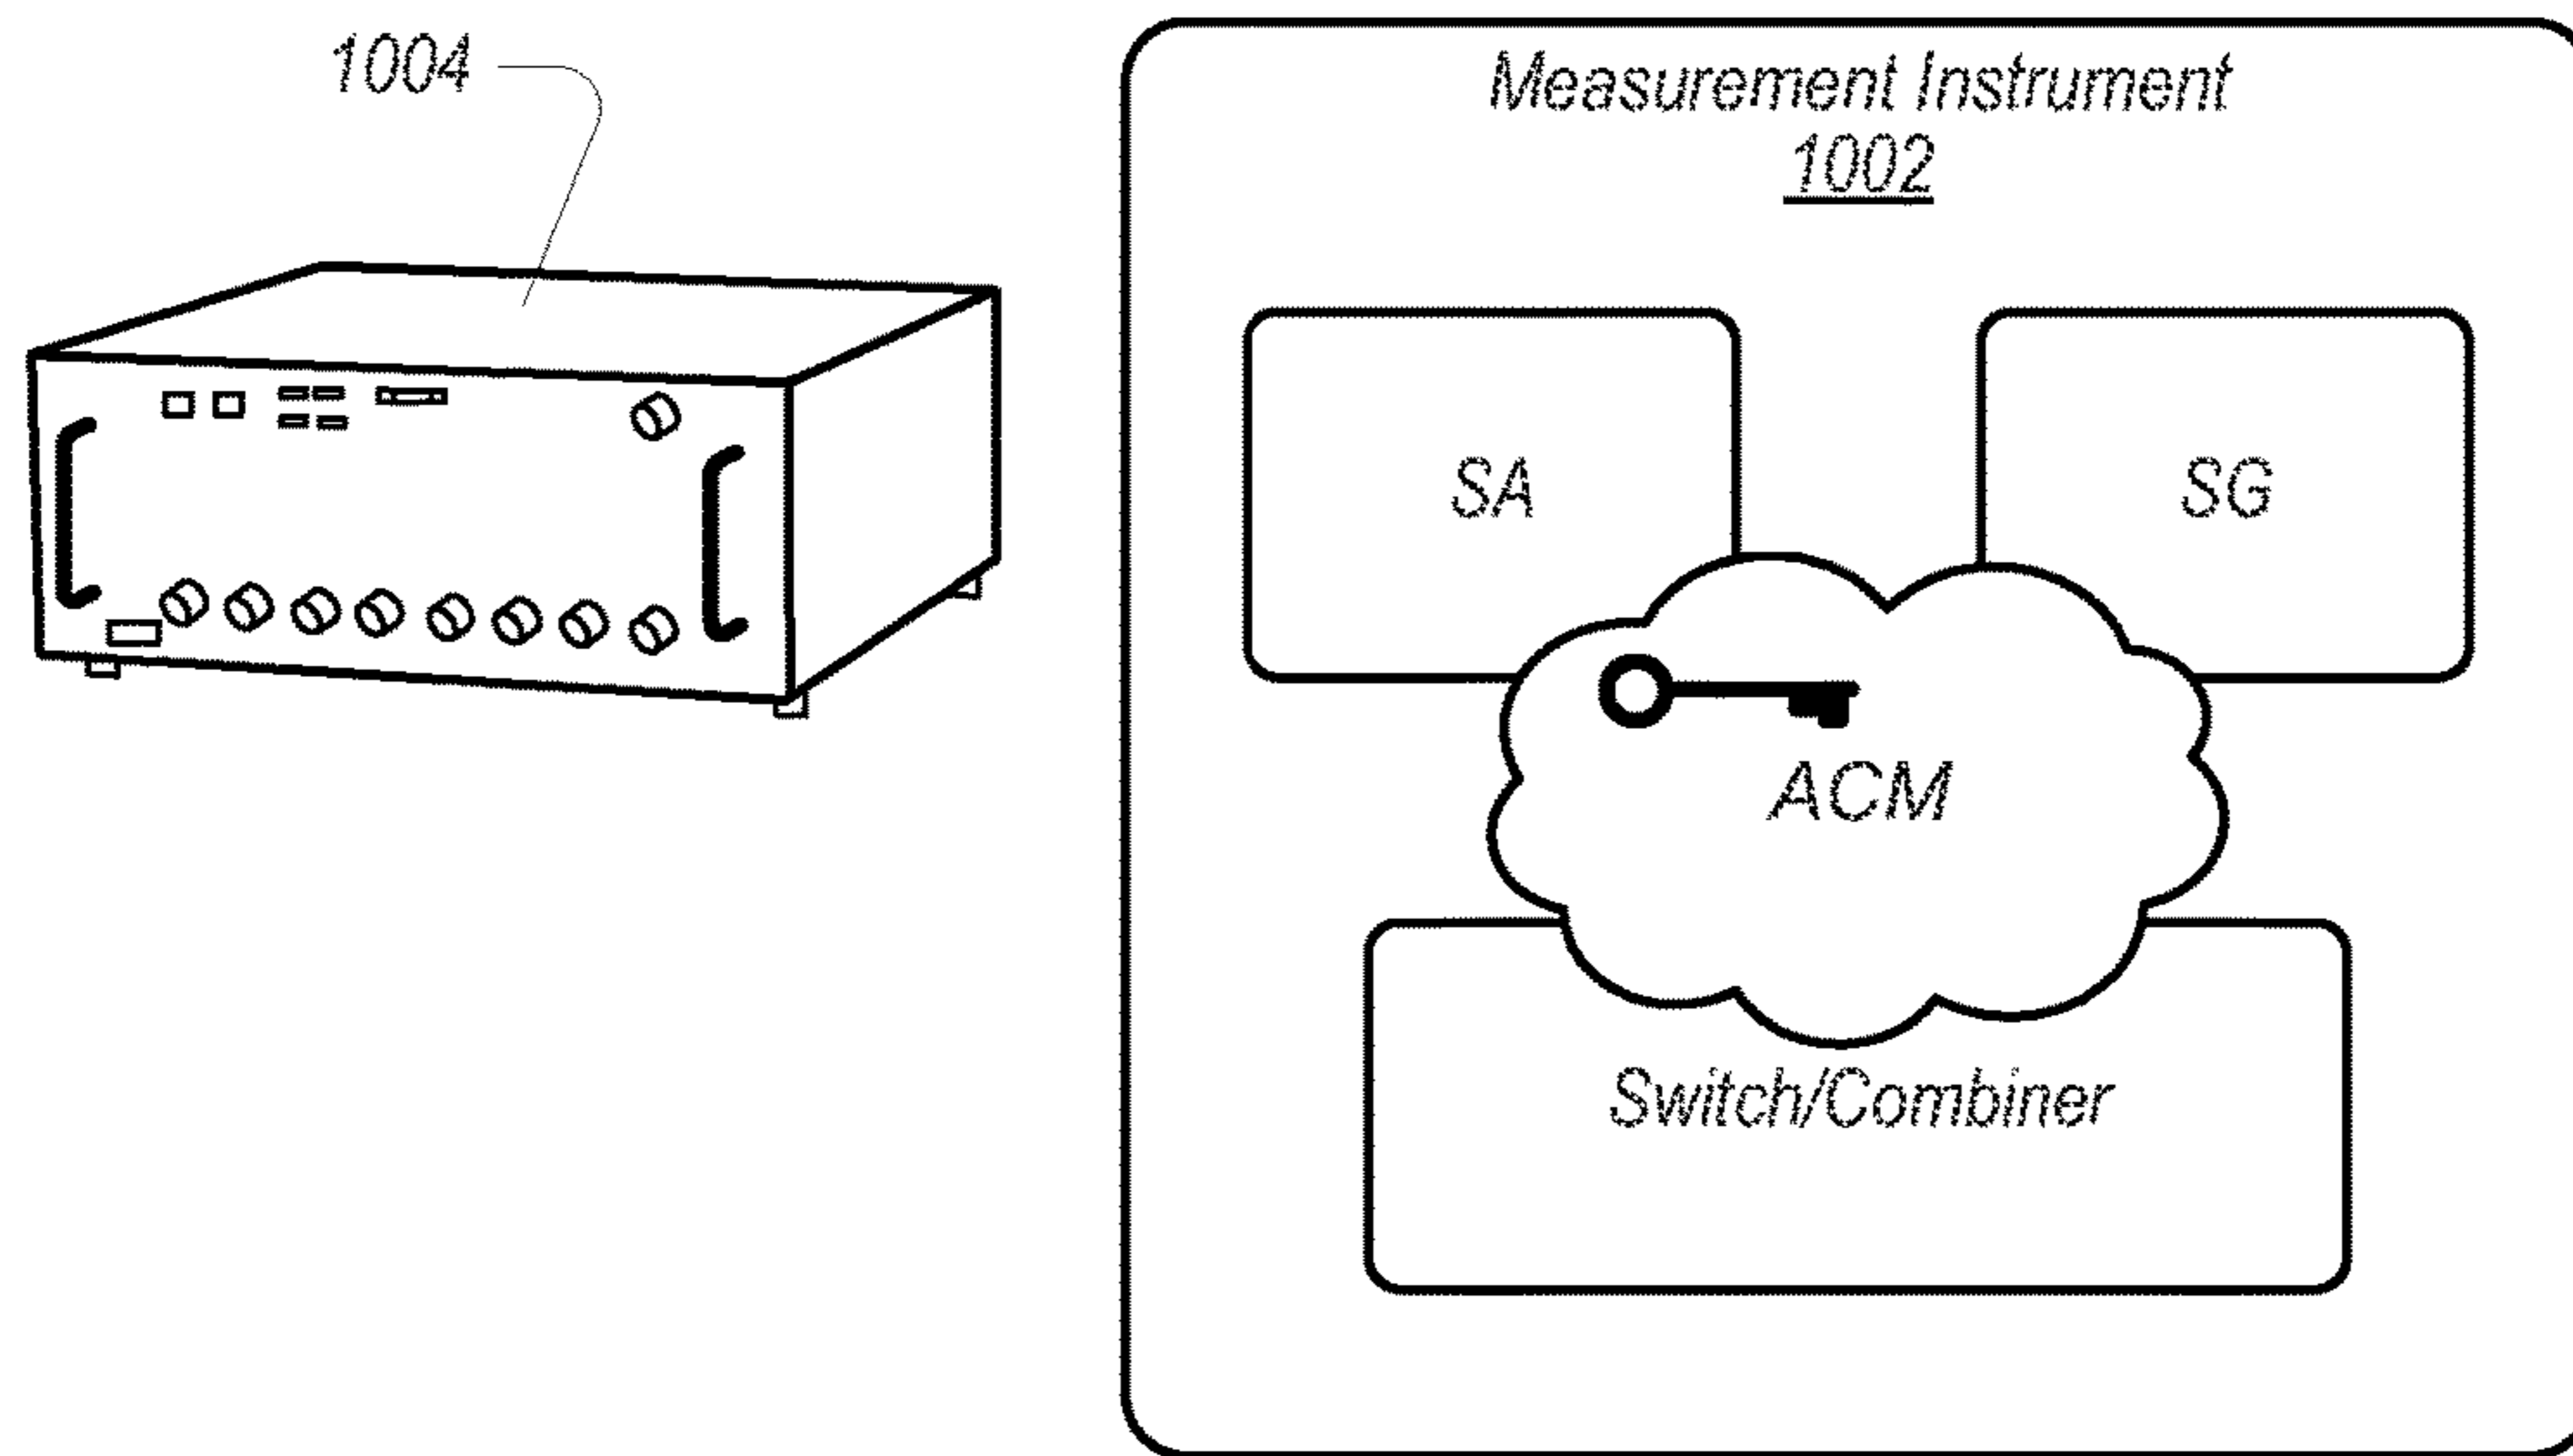 1004
Measurement Instrument
1002
SA
SG
ACM
Switch/Combiner